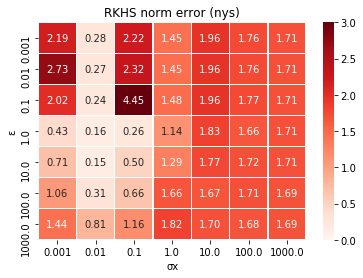 RKHS norm error (nys)
0.001 2.19 0.28 2.22 1.45 1.96 1.76 1.71
0.01 2.73 0.27 2.32 1.45 1.96 1.76 1.71
0.1 2.02 0.24 4.45 1.48 1.96 1.77 1.71
1.0 0.43 0.16 0.26 1.14 1.83 1.66 1.71
10.0 0.71 0.15 0.50 1.29 1.77 1.72 1.71
100.0 1.06 0.31 0.66 1.66 1.67 1.71 1.69
1000.0 1.44 0.81 1.16 1.82 1.70 1.68 1.69
0.001 0.01 0.1 1.0 10.0 100.0 1000.0
σx
ε
3.0
2.5
2.0
1.5
1.0
0.5
0.0